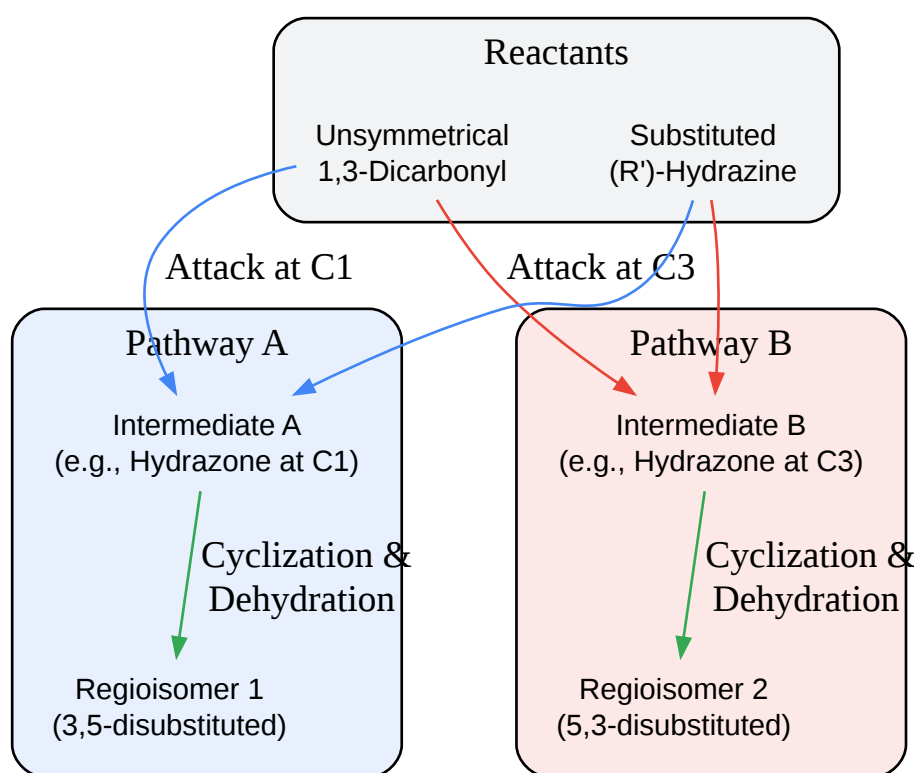 Reactants
Unsymmetrical
1,3-Dicarbonyl
Substituted
(R')-Hydrazine
Attack at C1
Attack at C3
Pathway A
Intermediate A
(e.g., Hydrazone at C1)
Cyclization &
Dehydration
Regioisomer 1
(3,5-disubstituted)
Pathway B
Intermediate B
(e.g., Hydrazone at C3)
Cyclization &
Dehydration
Regioisomer 2
(5,3-disubstituted)